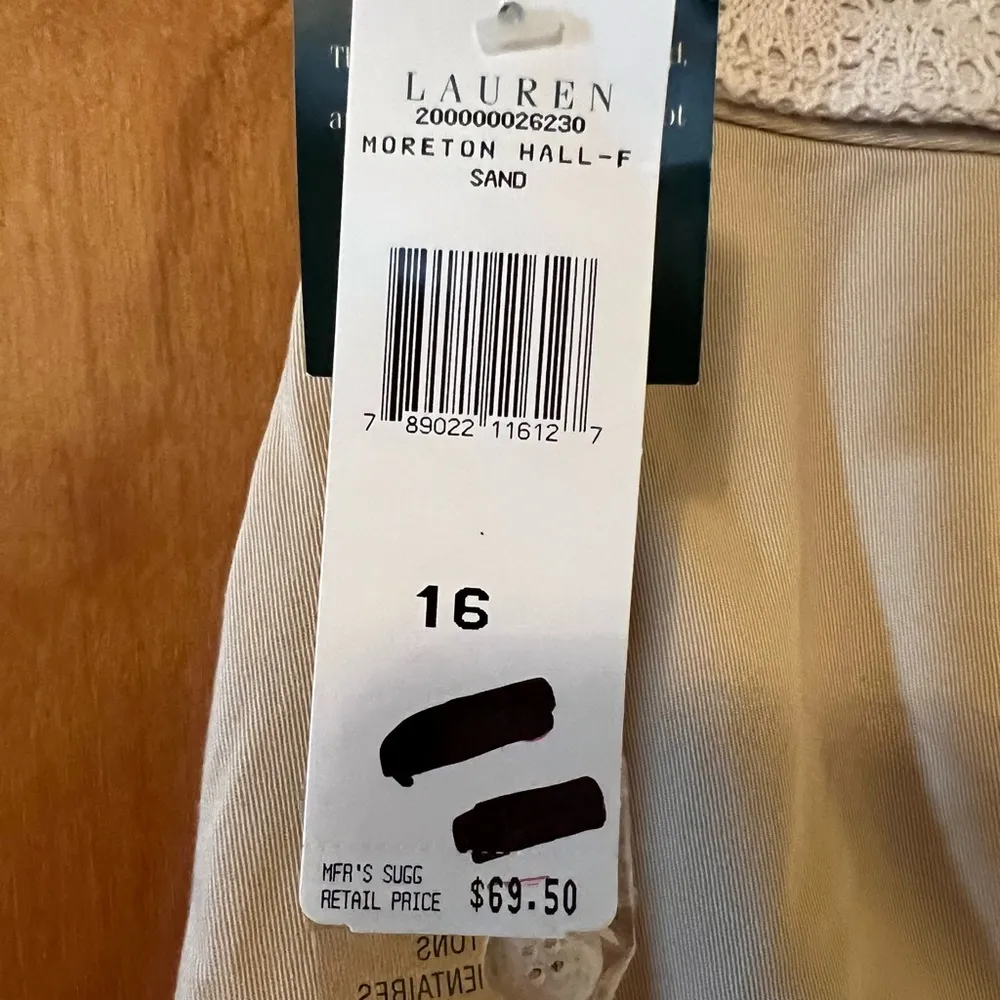 LAUREN
200000026230
MORETON HALL-F
SAND
7 89022 11612 7
16
MFR'S SUGG
RETAIL PRICE $69.50